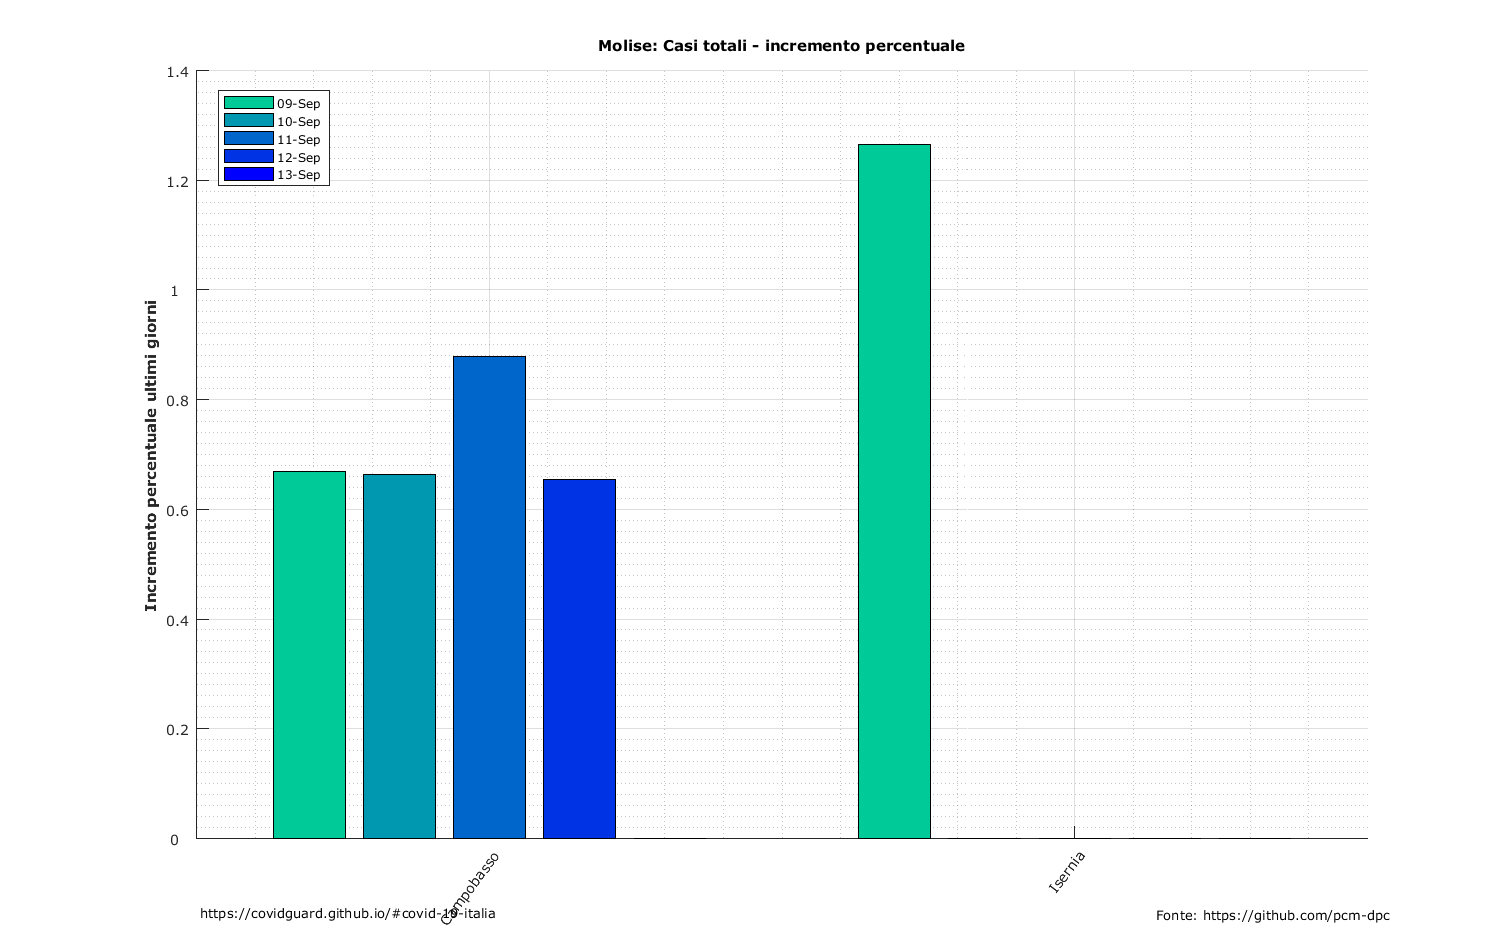 Molise: Casi totali - incremento percentuale
1.4
1.2
1
0.8
0.6
0.4
0.2
0
Incremento percentuale ultimi giorni
09-Sep
10-Sep
11-Sep
12-Sep
13-Sep
Campobasso
Isernia
https://covidguard.github.io/#covid-19-italia
Fonte: https://github.com/pcm-dpc